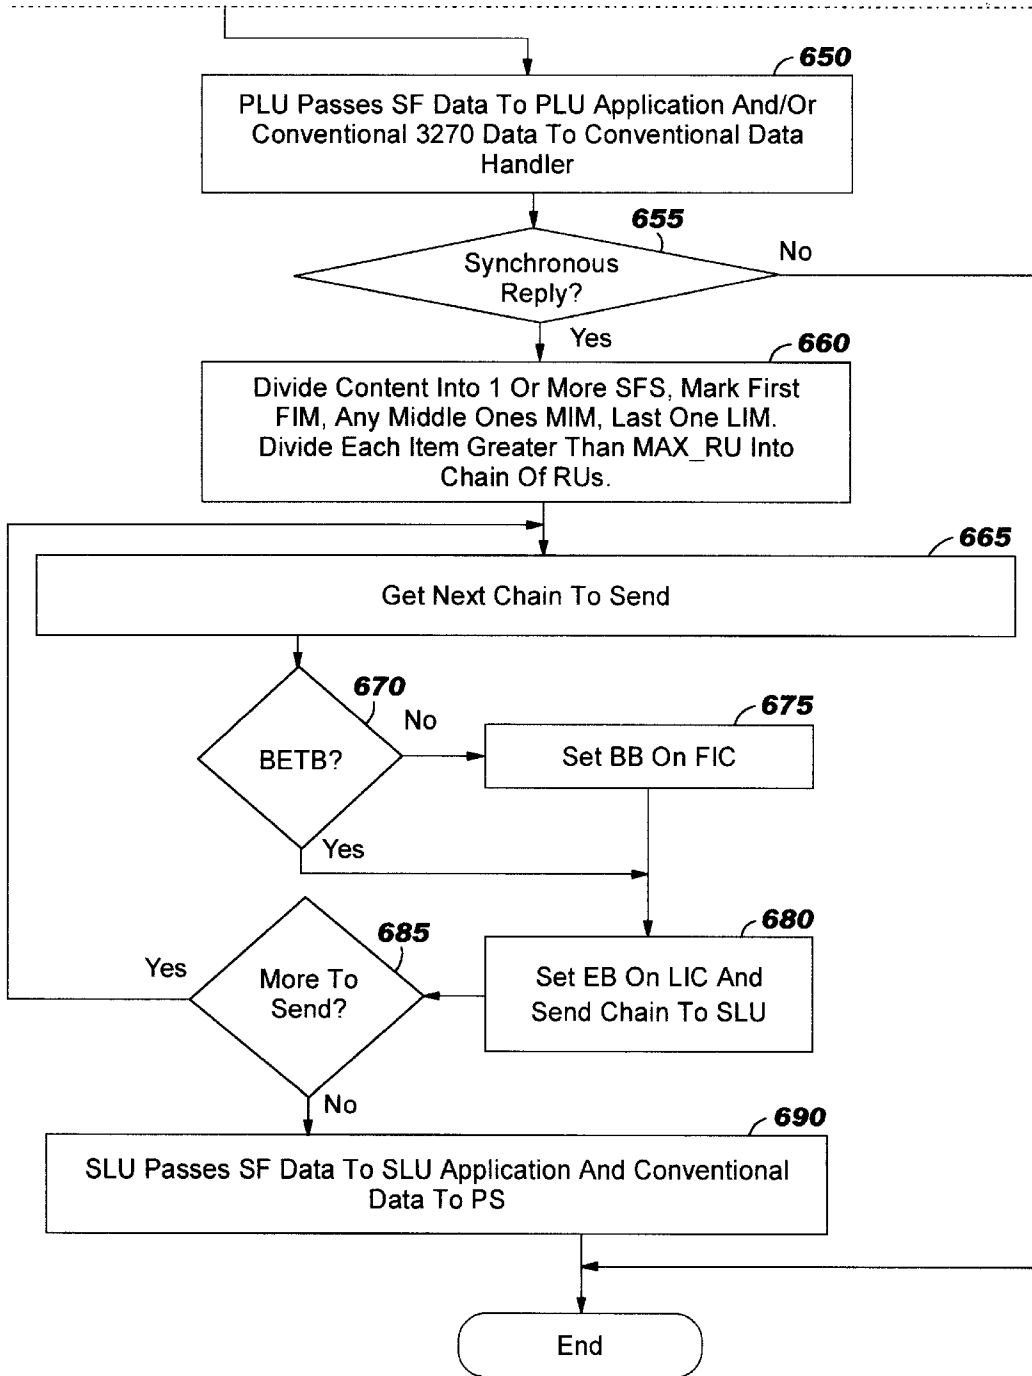 650
PLU Passes SF Data To PLU Application And/Or
Conventional 3270 Data To Conventional Data
Handler
655
Synchronous
Reply?
No
Yes
660
Divide Content Into 1 Or More SFS, Mark First
FIM, Any Middle Ones MIM, Last One LIM.
Divide Each Item Greater Than MAX_RU Into
Chain Of RUs.
665
Get Next Chain To Send
670
BETB?
No
675
Set BB On FIC
Yes
680
Set EB On LIC And
Send Chain To SLU
685
More To
Send?
Yes
No
690
SLU Passes SF Data To SLU Application And Conventional
Data To PS
End